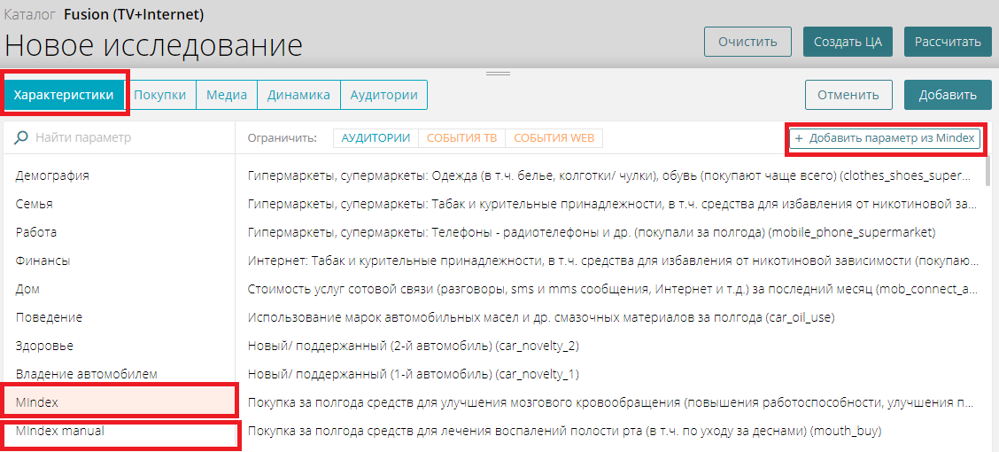 Каталог Fusion (TV+Internet)
Новое исследование
Очистить
Создать ЦА
Рассчитать
Характеристики
Покупки
Медиа
Динамика
Аудитории
Отменить
Добавить
Найти параметр
Ограничить:
АУДИТОРИИ
СОБЫТИЯ ТВ
СОБЫТИЯ WEB
+ Добавить параметр из Mindex
Демография
Семья
Работа
Финансы
Дом
Поведение
Здоровье
Владение автомобилем
MIndex
MIndex manual
Гипермаркеты, супермаркеты: Одежда (в т.ч. белье, колготки/ чулки), обувь (покупают чаще всего) (clothes_shoes_super...
Гипермаркеты, супермаркеты: Табак и курительные принадлежности, в т.ч. средства для избавления от никотиновой за...
Гипермаркеты, супермаркеты: Телефоны - радиотелефоны и др. (покупали за полгода) (mobile_phone_supermarket)
Интернет: Табак и курительные принадлежности, в т.ч. средства для избавления от никотиновой зависимости (покупаю...
Стоимость услуг сотовой связи (разговоры, sms и mms сообщения, Интернет и т.д.) за последний месяц (mob_connect_a...
Использование марок автомобильных масел и др. смазочных материалов за полгода (car_oil_use)
Новый/ поддержанный (2-й автомобиль) (car_novelty_2)
Новый/ поддержанный (1-й автомобиль) (car_novelty_1)
Покупка за полгода средств для улучшения мозгового кровообращения (повышения работоспособности, улучшения п...
Покупка за полгода средств для лечения воспалений полости рта (в т.ч. по уходу за деснами) (mouth_buy)